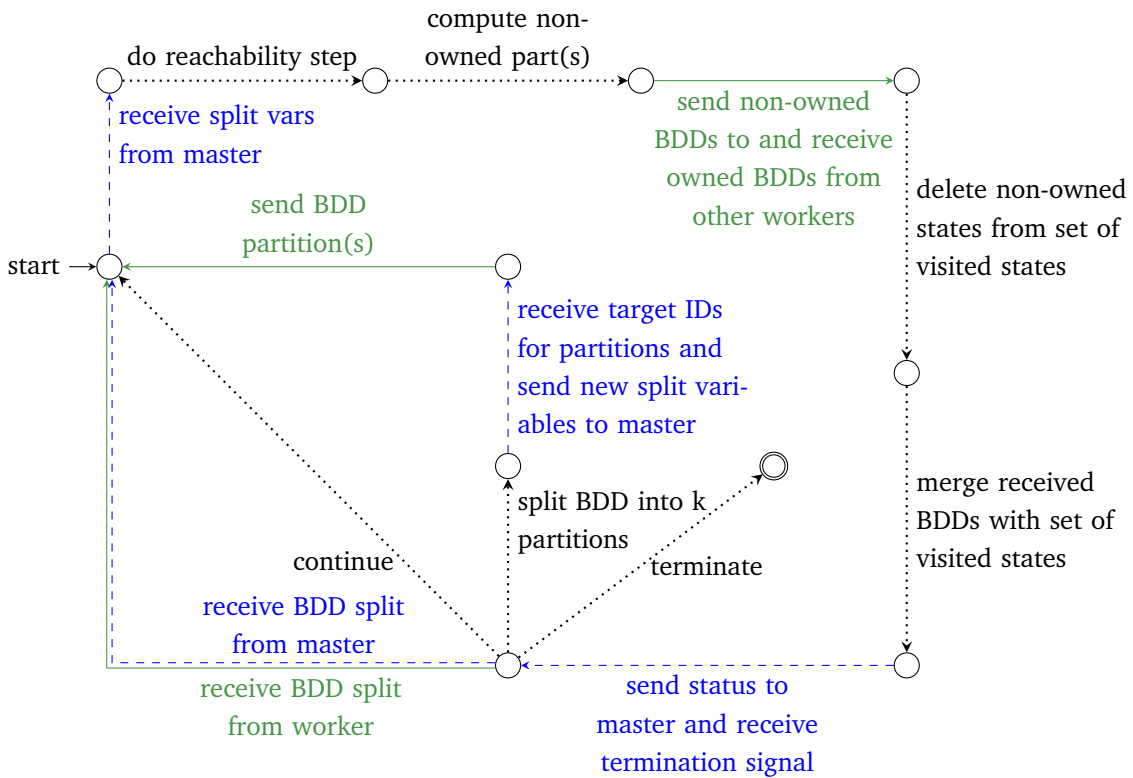 compute non-
owned part(s)
do reachability step
receive split vars
from master
send non-owned
BDDs to and receive
owned BDDs from
other workers
delete non-owned
states from set of
visited states
send BDD
partition(s)
start
receive target IDs
for partitions and
send new split vari-
ables to master
split BDD into k
partitions
merge received
BDDs with set of
visited states
continue
terminate
receive BDD split
from master
receive BDD split
from worker
send status to
master and receive
termination signal